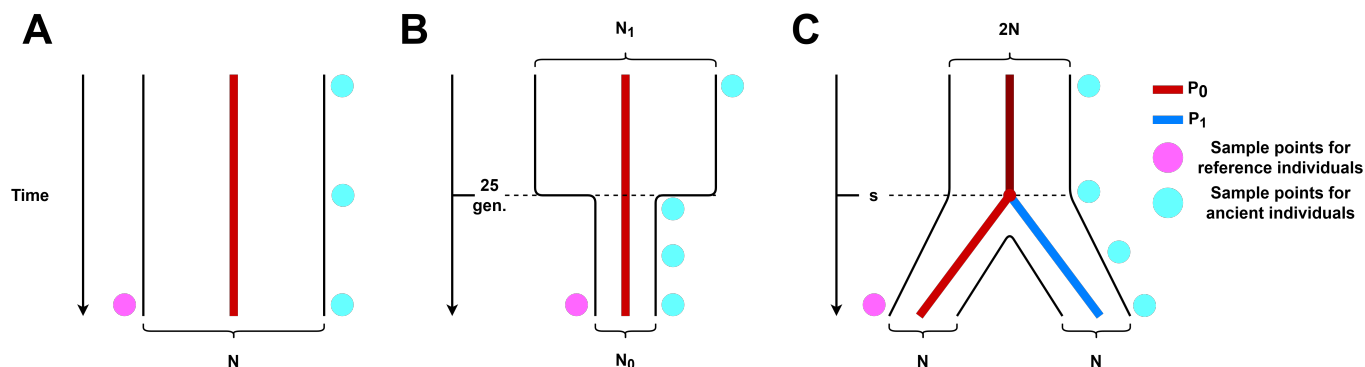 A
B
C
N1
2N
P0
P1
Sample points for
reference individuals
Sample points for
ancient individuals
Time
25
gen.
s
N
N0
N
N